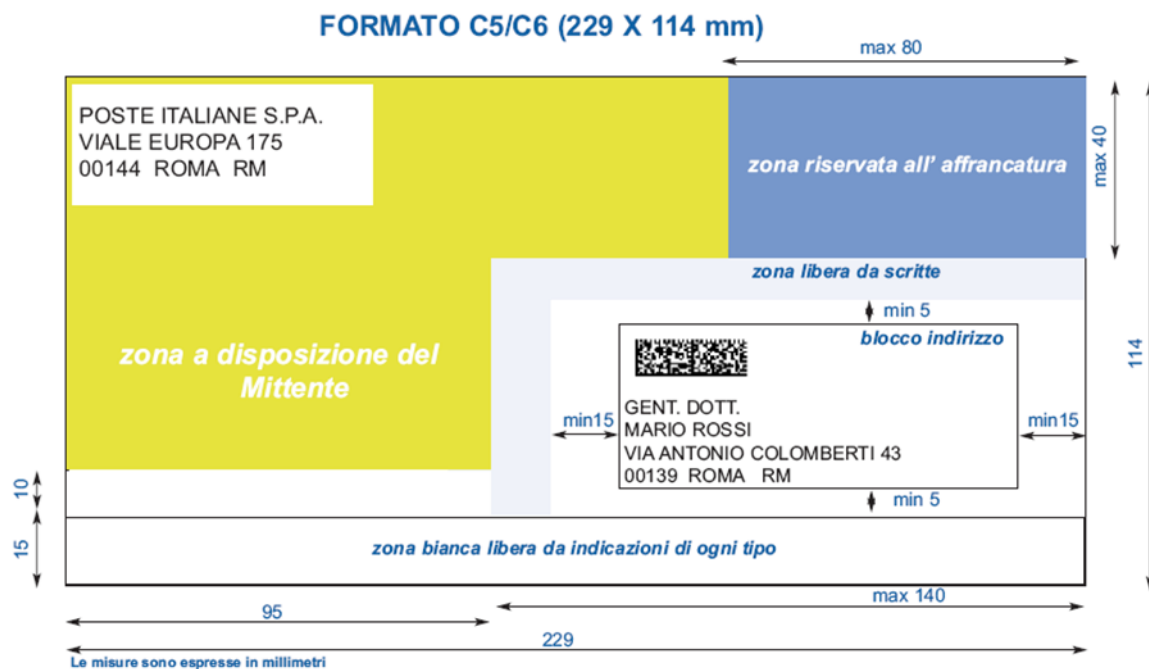 FORMATO C5/C6 (229 X 114 mm)
max 80
POSTE ITALIANE S.P.A.
VIALE EUROPA 175
00144 ROMA RM
zona riservata all' affrancatura
max 40
zona libera da scritte
min 5
blocco indirizzo
zona a disposizione del
Mittente
114
GENT. DOTT.
MARIO ROSSI
VIA ANTONIO COLOMBERTI 43
00139 ROMA RM
min15
min15
min 5
10
15
zona bianca libera da indicazioni di ogni tipo
95
max 140
229
Le misure sono espresse in millimetri